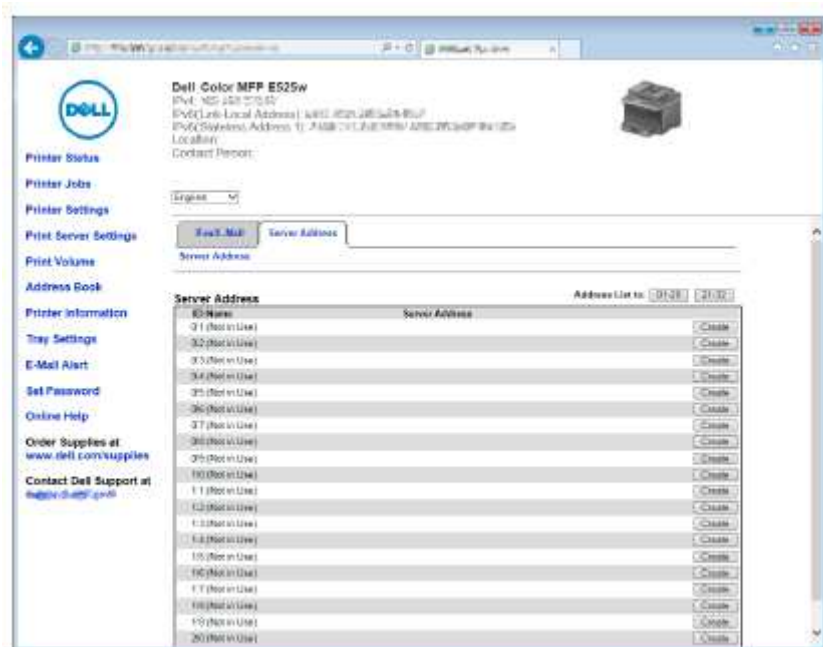 Dell Color MFP E525w
IPv4:
IPv6(Link-Local Address):
IPv6(Stateless Address 1):
Location:
Contact Person:
DELL
English
Printer Status
Printer Jobs
Printer Settings
Print Server Settings
Print Volume
Address Book
Printer Information
Tray Settings
E-Mail Alert
Set Password
Online Help
Order Supplies at
www.dell.com/supplies
Contact Dell Support at
Fax/E-Mail
Server Address
Server Address
Server Address
Address List to: 01-20 21-32
ID Name Server Address
01 (Not in Use) Create
02 (Not in Use) Create
03 (Not in Use) Create
04 (Not in Use) Create
05 (Not in Use) Create
06 (Not in Use) Create
07 (Not in Use) Create
08 (Not in Use) Create
09 (Not in Use) Create
10 (Not in Use) Create
11 (Not in Use) Create
12 (Not in Use) Create
13 (Not in Use) Create
14 (Not in Use) Create
15 (Not in Use) Create
16 (Not in Use) Create
17 (Not in Use) Create
18 (Not in Use) Create
19 (Not in Use) Create
20 (Not in Use) Create